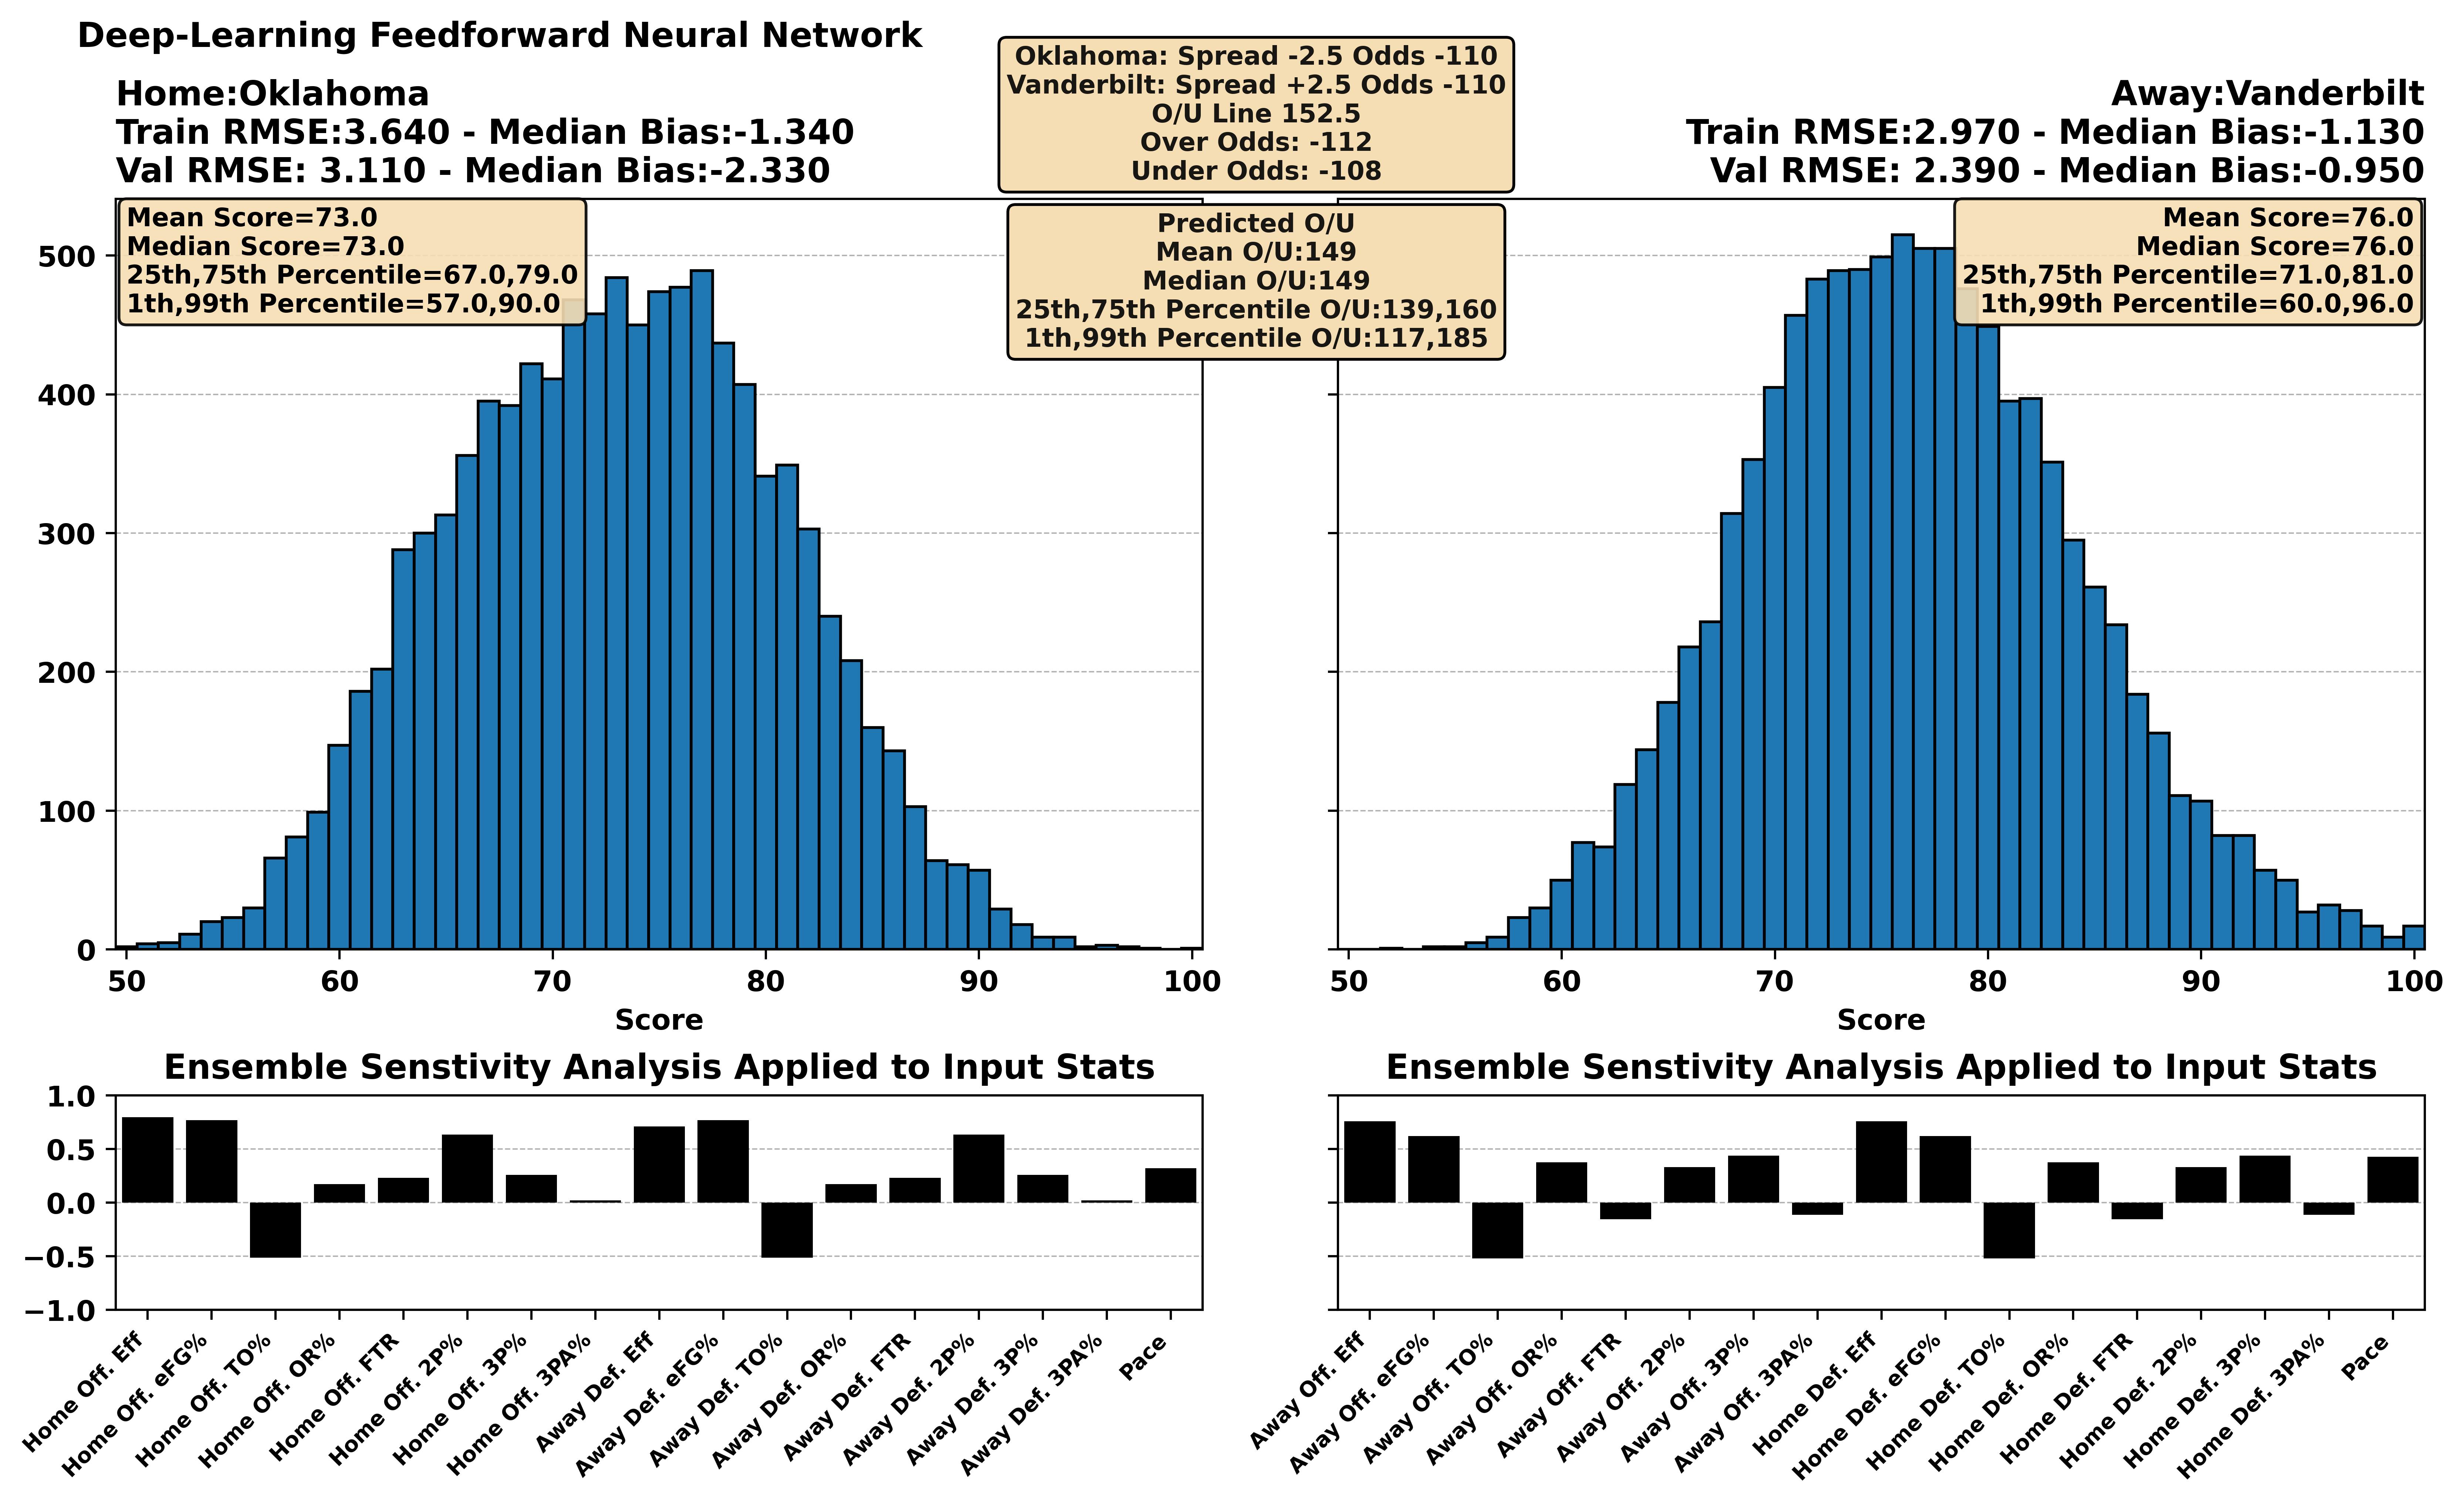 Deep-Learning Feedforward Neural Network
Home:Oklahoma
Train RMSE:3.640 - Median Bias:-1.340
Val RMSE: 3.110 - Median Bias:-2.330
Oklahoma: Spread -2.5 Odds -110
Vanderbilt: Spread +2.5 Odds -110
O/U Line 152.5
Over Odds: -112
Under Odds: -108
Away:Vanderbilt
Train RMSE:2.970 - Median Bias:-1.130
Val RMSE: 2.390 - Median Bias:-0.950
Mean Score=73.0
Median Score=73.0
25th,75th Percentile=67.0,79.0
1th,99th Percentile=57.0,90.0
Predicted O/U
Mean O/U:149
Median O/U:149
25th,75th Percentile O/U:139,160
1th,99th Percentile O/U:117,185
Mean Score=76.0
Median Score=76.0
25th,75th Percentile=71.0,81.0
1th,99th Percentile=60.0,96.0
500
400
300
200
100
0
50 60 70 80 90 100
Score
50 60 70 80 90 100
Score
Ensemble Senstivity Analysis Applied to Input Stats
1.0
0.5
0.0
−0.5
−1.0
Home Off. Eff
Home Off. eFG%
Home Off. TO%
Home Off. OR%
Home Off. FTR
Home Off. 2P%
Home Off. 3P%
Home Off. 3PA%
Away Def. Eff
Away Def. eFG%
Away Def. TO%
Away Def. OR%
Away Def. FTR
Away Def. 2P%
Away Def. 3P%
Away Def. 3PA%
Pace
Ensemble Senstivity Analysis Applied to Input Stats
Away Off. Eff
Away Off. eFG%
Away Off. TO%
Away Off. OR%
Away Off. FTR
Away Off. 2P%
Away Off. 3P%
Away Off. 3PA%
Home Def. Eff
Home Def. eFG%
Home Def. TO%
Home Def. OR%
Home Def. FTR
Home Def. 2P%
Home Def. 3P%
Home Def. 3PA%
Pace